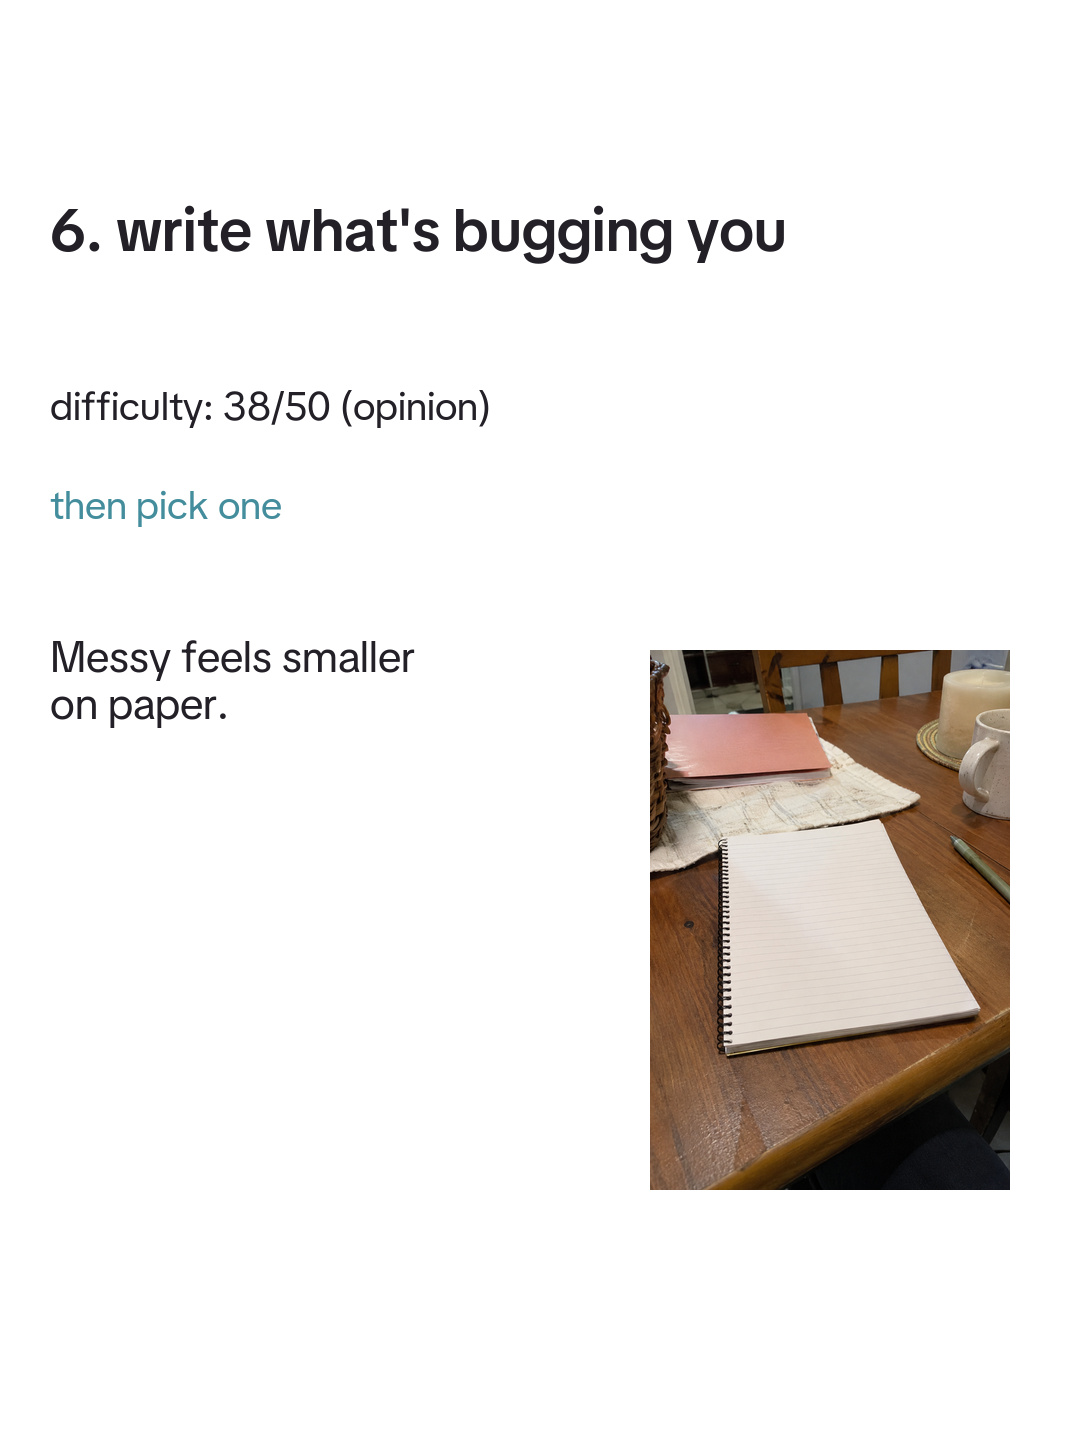 6. write what's bugging you
difficulty: 38/50 (opinion)
then pick one
Messy feels smaller
on paper.